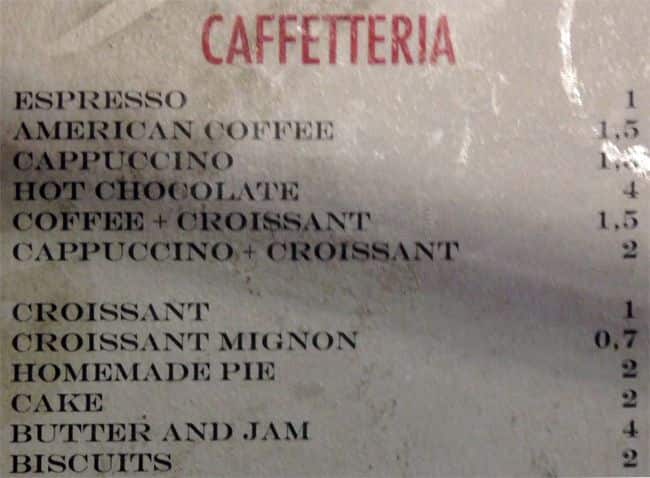 CAFFETTERIA
ESPRESSO 1
AMERICAN COFFEE 1,5
CAPPUCCINO
HOT CHOCOLATE 4
COFFEE + CROISSANT 1,5
CAPPUCCINO + CROISSANT 2
CROISSANT 1
CROISSANT MIGNON 0,7
HOMEMADE PIE 2
CAKE 2
BUTTER AND JAM 4
BISCUITS 2